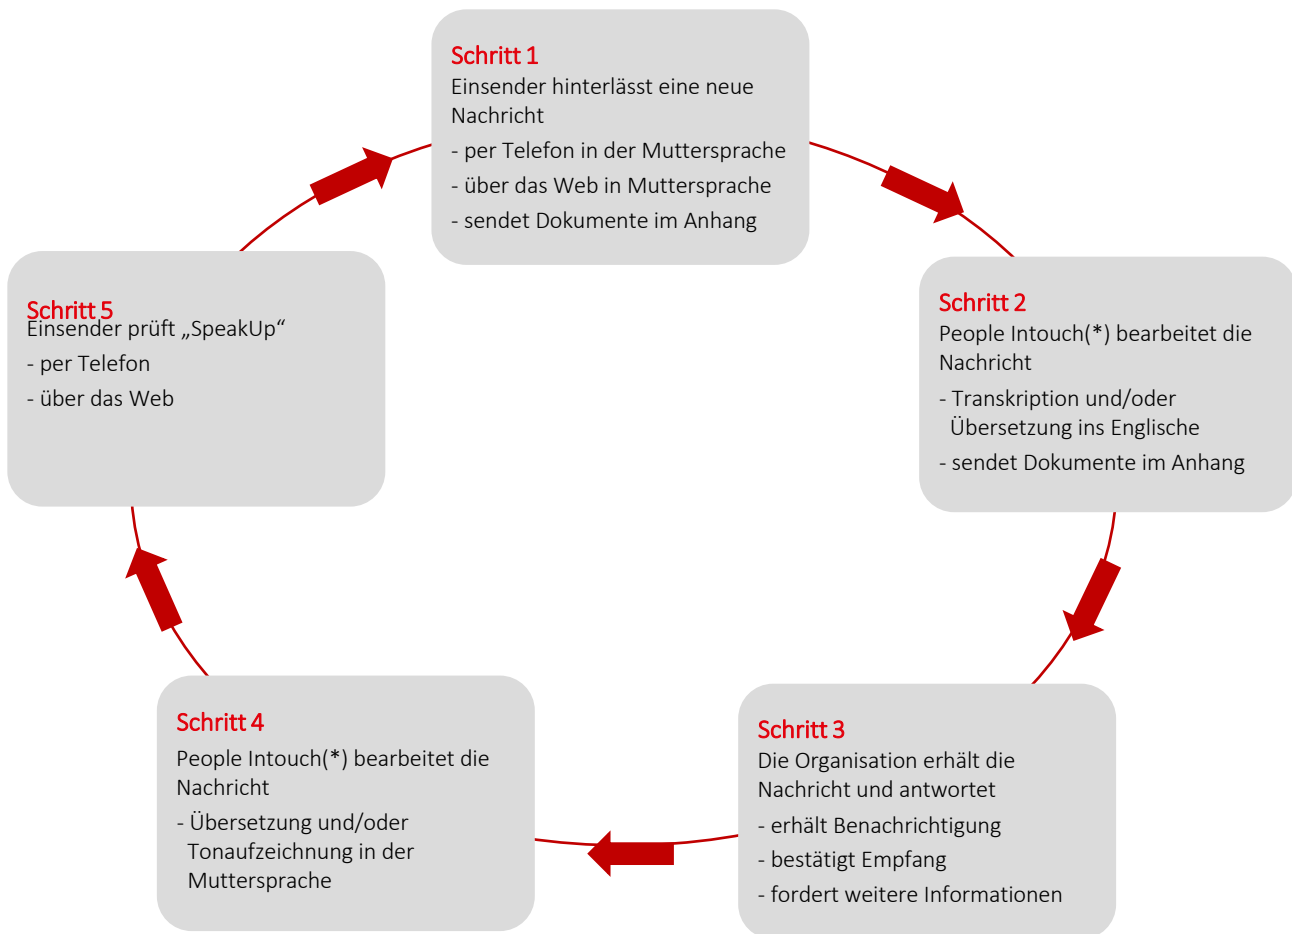 Schritt 1
Einsender hinterlässt eine neue
Nachricht
- per Telefon in der Muttersprache
- über das Web in Muttersprache
- sendet Dokumente im Anhang
Schritt 2
People Intouch(*) bearbeitet die
Nachricht
- Transkription und/oder
Übersetzung ins Englische
- sendet Dokumente im Anhang
Schritt 3
Die Organisation erhält die
Nachricht und antwortet
- erhält Benachrichtigung
- bestätigt Empfang
- fordert weitere Informationen
Schritt 4
People Intouch(*) bearbeitet die
Nachricht
- Übersetzung und/oder
Tonaufzeichnung in der
Muttersprache
Schritt 5
Einsender prüft „SpeakUp“
- per Telefon
- über das Web